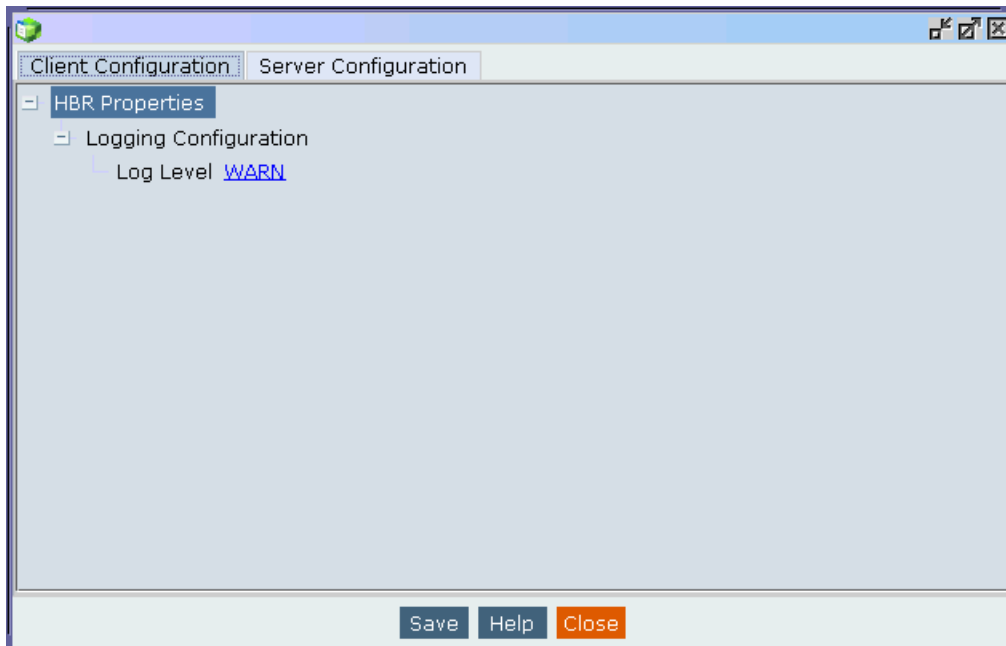 Client Configuration Server Configuration
HBR Properties
Logging Configuration
Log Level WARN
Save Help Close